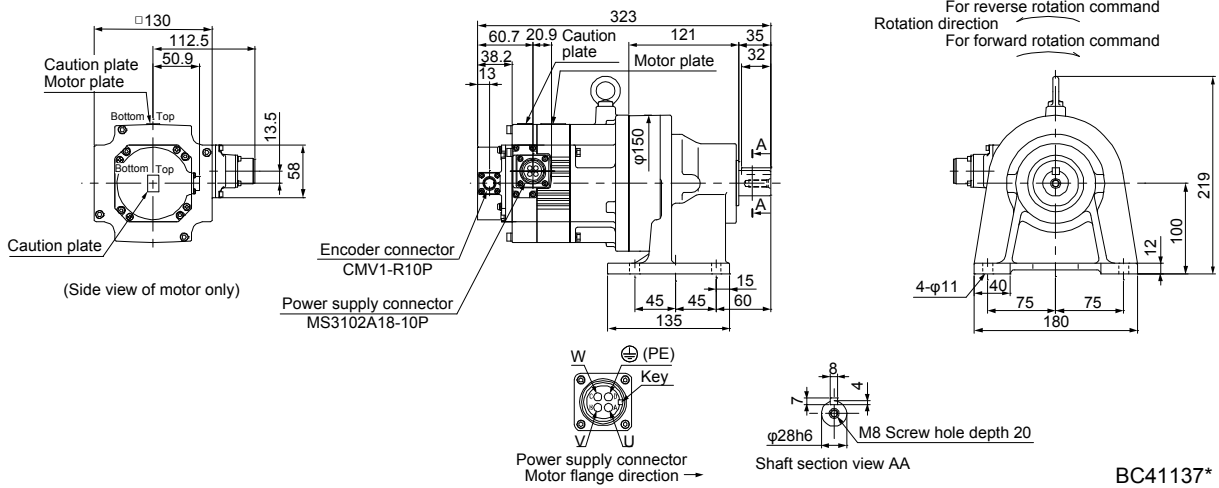 □130
112.5
50.9
Caution plate
Motor plate
Bottom
Top
Bottom
Top
13.5
58
Caution plate
(Side view of motor only)
323
60.7
20.9
Caution
plate
121
35
38.2
Motor plate
32
13
φ150
A
A
Encoder connector
CMV1-R10P
Power supply connector
MS3102A18-10P
15
45
45
60
135
For reverse rotation command
Rotation direction
For forward rotation command
219
100
12
4-φ11
40
75
75
180
W
(PE)
Key
C
D
B
A
V
U
Power supply connector
Motor flange direction →
8
4
7
φ28h6
M8 Screw hole depth 20
Shaft section view AA
BC41137*